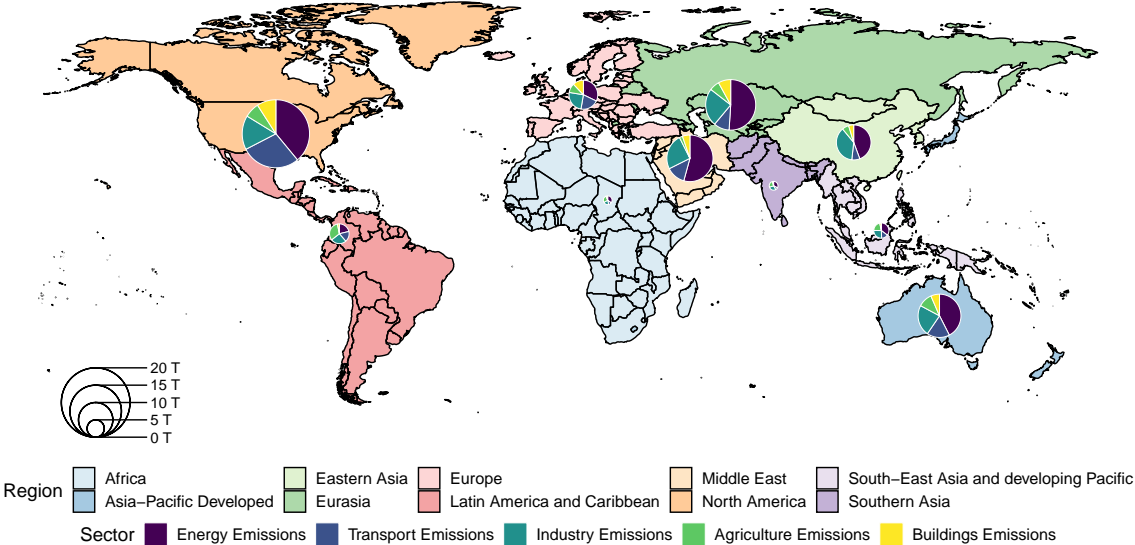 20 T
15 T
10 T
5 T
0 T
Region
Africa
Eastern Asia
Europe
Middle East
South−East Asia and developing Pacific
Asia−Pacific Developed
Eurasia
Latin America and Caribbean
North America
Southern Asia
Sector
Energy Emissions
Transport Emissions
Industry Emissions
Agriculture Emissions
Buildings Emissions